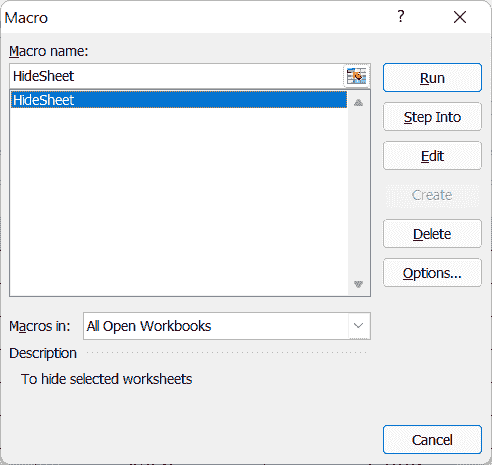 Macro
?
Macro name:
HideSheet
HideSheet
Run
Step Into
Edit
Create
Delete
Options...
Macros in: All Open Workbooks
Description
To hide selected worksheets
Cancel